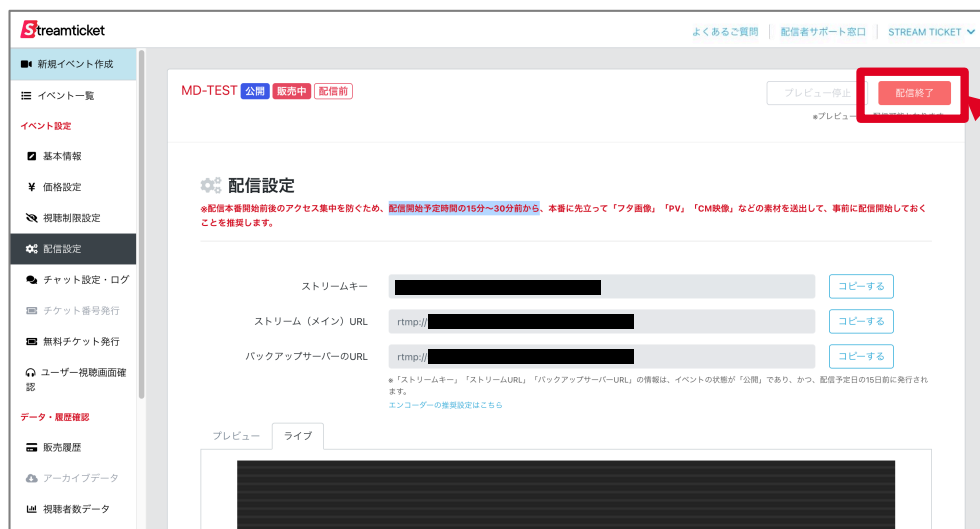 Streamticket
よくあるご質問
配信者サポート窓口
STREAM TICKET
新規イベント作成
イベント一覧
イベント設定
基本情報
価格設定
視聴制限設定
配信設定
チャット設定・ログ
チケット番号発行
無料チケット発行
ユーザー視聴画面確
認
データ・履歴確認
販売履歴
アーカイブデータ
視聴者数データ
MD-TEST 公開 販売中 配信前
プレビュー停止
配信終了
※プレビュー
配信設定
※配信本番開始前後のアクセス集中を防ぐため、配信開始予定時間の15分〜30分前から、本番に先立って「フタ画像」「PV」「CM映像」などの素材を送出して、事前に配信開始しておく
ことを推奨します。
ストリームキー
コピーする
ストリーム（メイン）URL
rtmp://
コピーする
バックアップサーバーのURL
rtmp://
コピーする
※「ストリームキー」「ストリームURL」「バックアップサーバーURL」の情報は、イベントの状態が「公開」であり、かつ、配信予定日の15日前に発行され
ます。
エンコーダーの推奨設定はこちら
プレビュー
ライブ